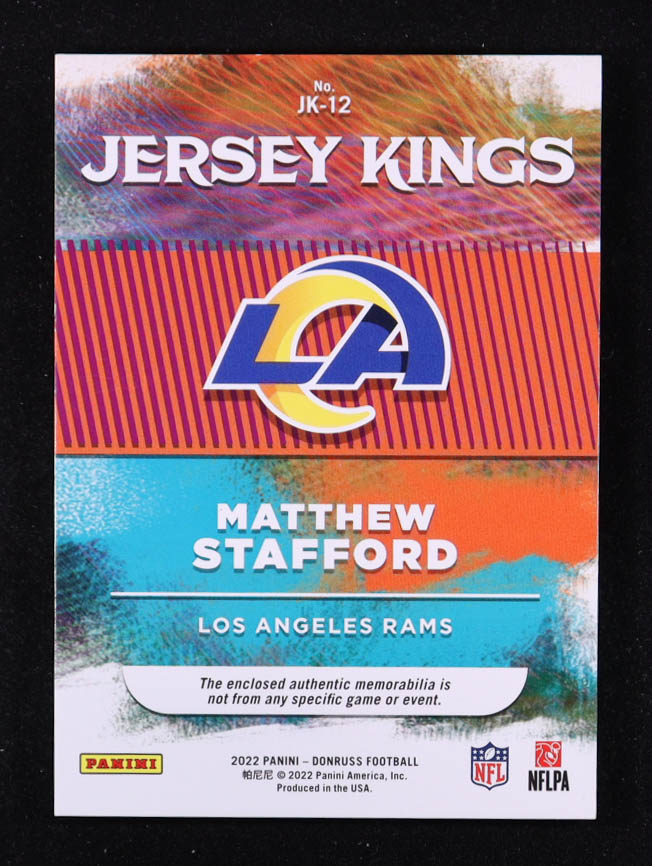 No.
JK-12
JERSEY KINGS
LA
MATTHEW
STAFFORD
LOS ANGELES RAMS
The enclosed authentic memorabilia is
not from any specific game or event.
PANINI
2022 PANINI – DONRUSS FOOTBALL
帕尼尼 © 2022 Panini America, Inc.
Produced in the USA.
NFL
NFLPA